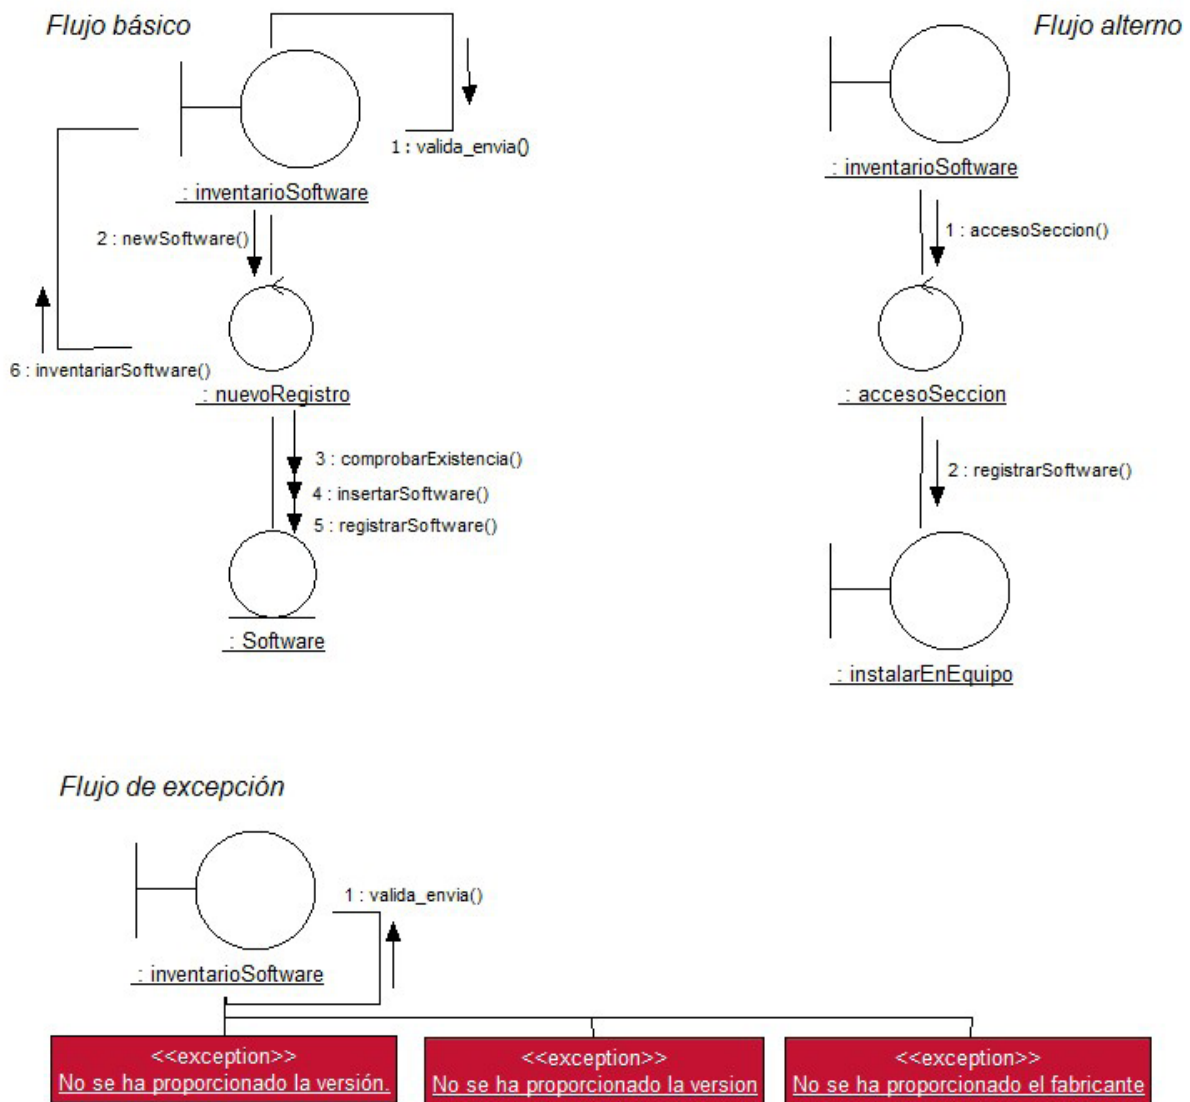 Flujo básico
1 : valida_envia()
: inventarioSoftware
2 : newSoftware()
6 : inventariarSoftware()
: nuevoRegistro
3 : comprobarExistencia()
4 : insertarSoftware()
5 : registrarSoftware()
: Software
Flujo alterno
: inventarioSoftware
1 : accesoSeccion()
: accesoSeccion
2 : registrarSoftware()
: instalarEnEquipo
Flujo de excepción
1 : valida_envia()
: inventarioSoftware
<<exception>>
No se ha proporcionado la versión.
<<exception>>
No se ha proporcionado la version
<<exception>>
No se ha proporcionado el fabricante